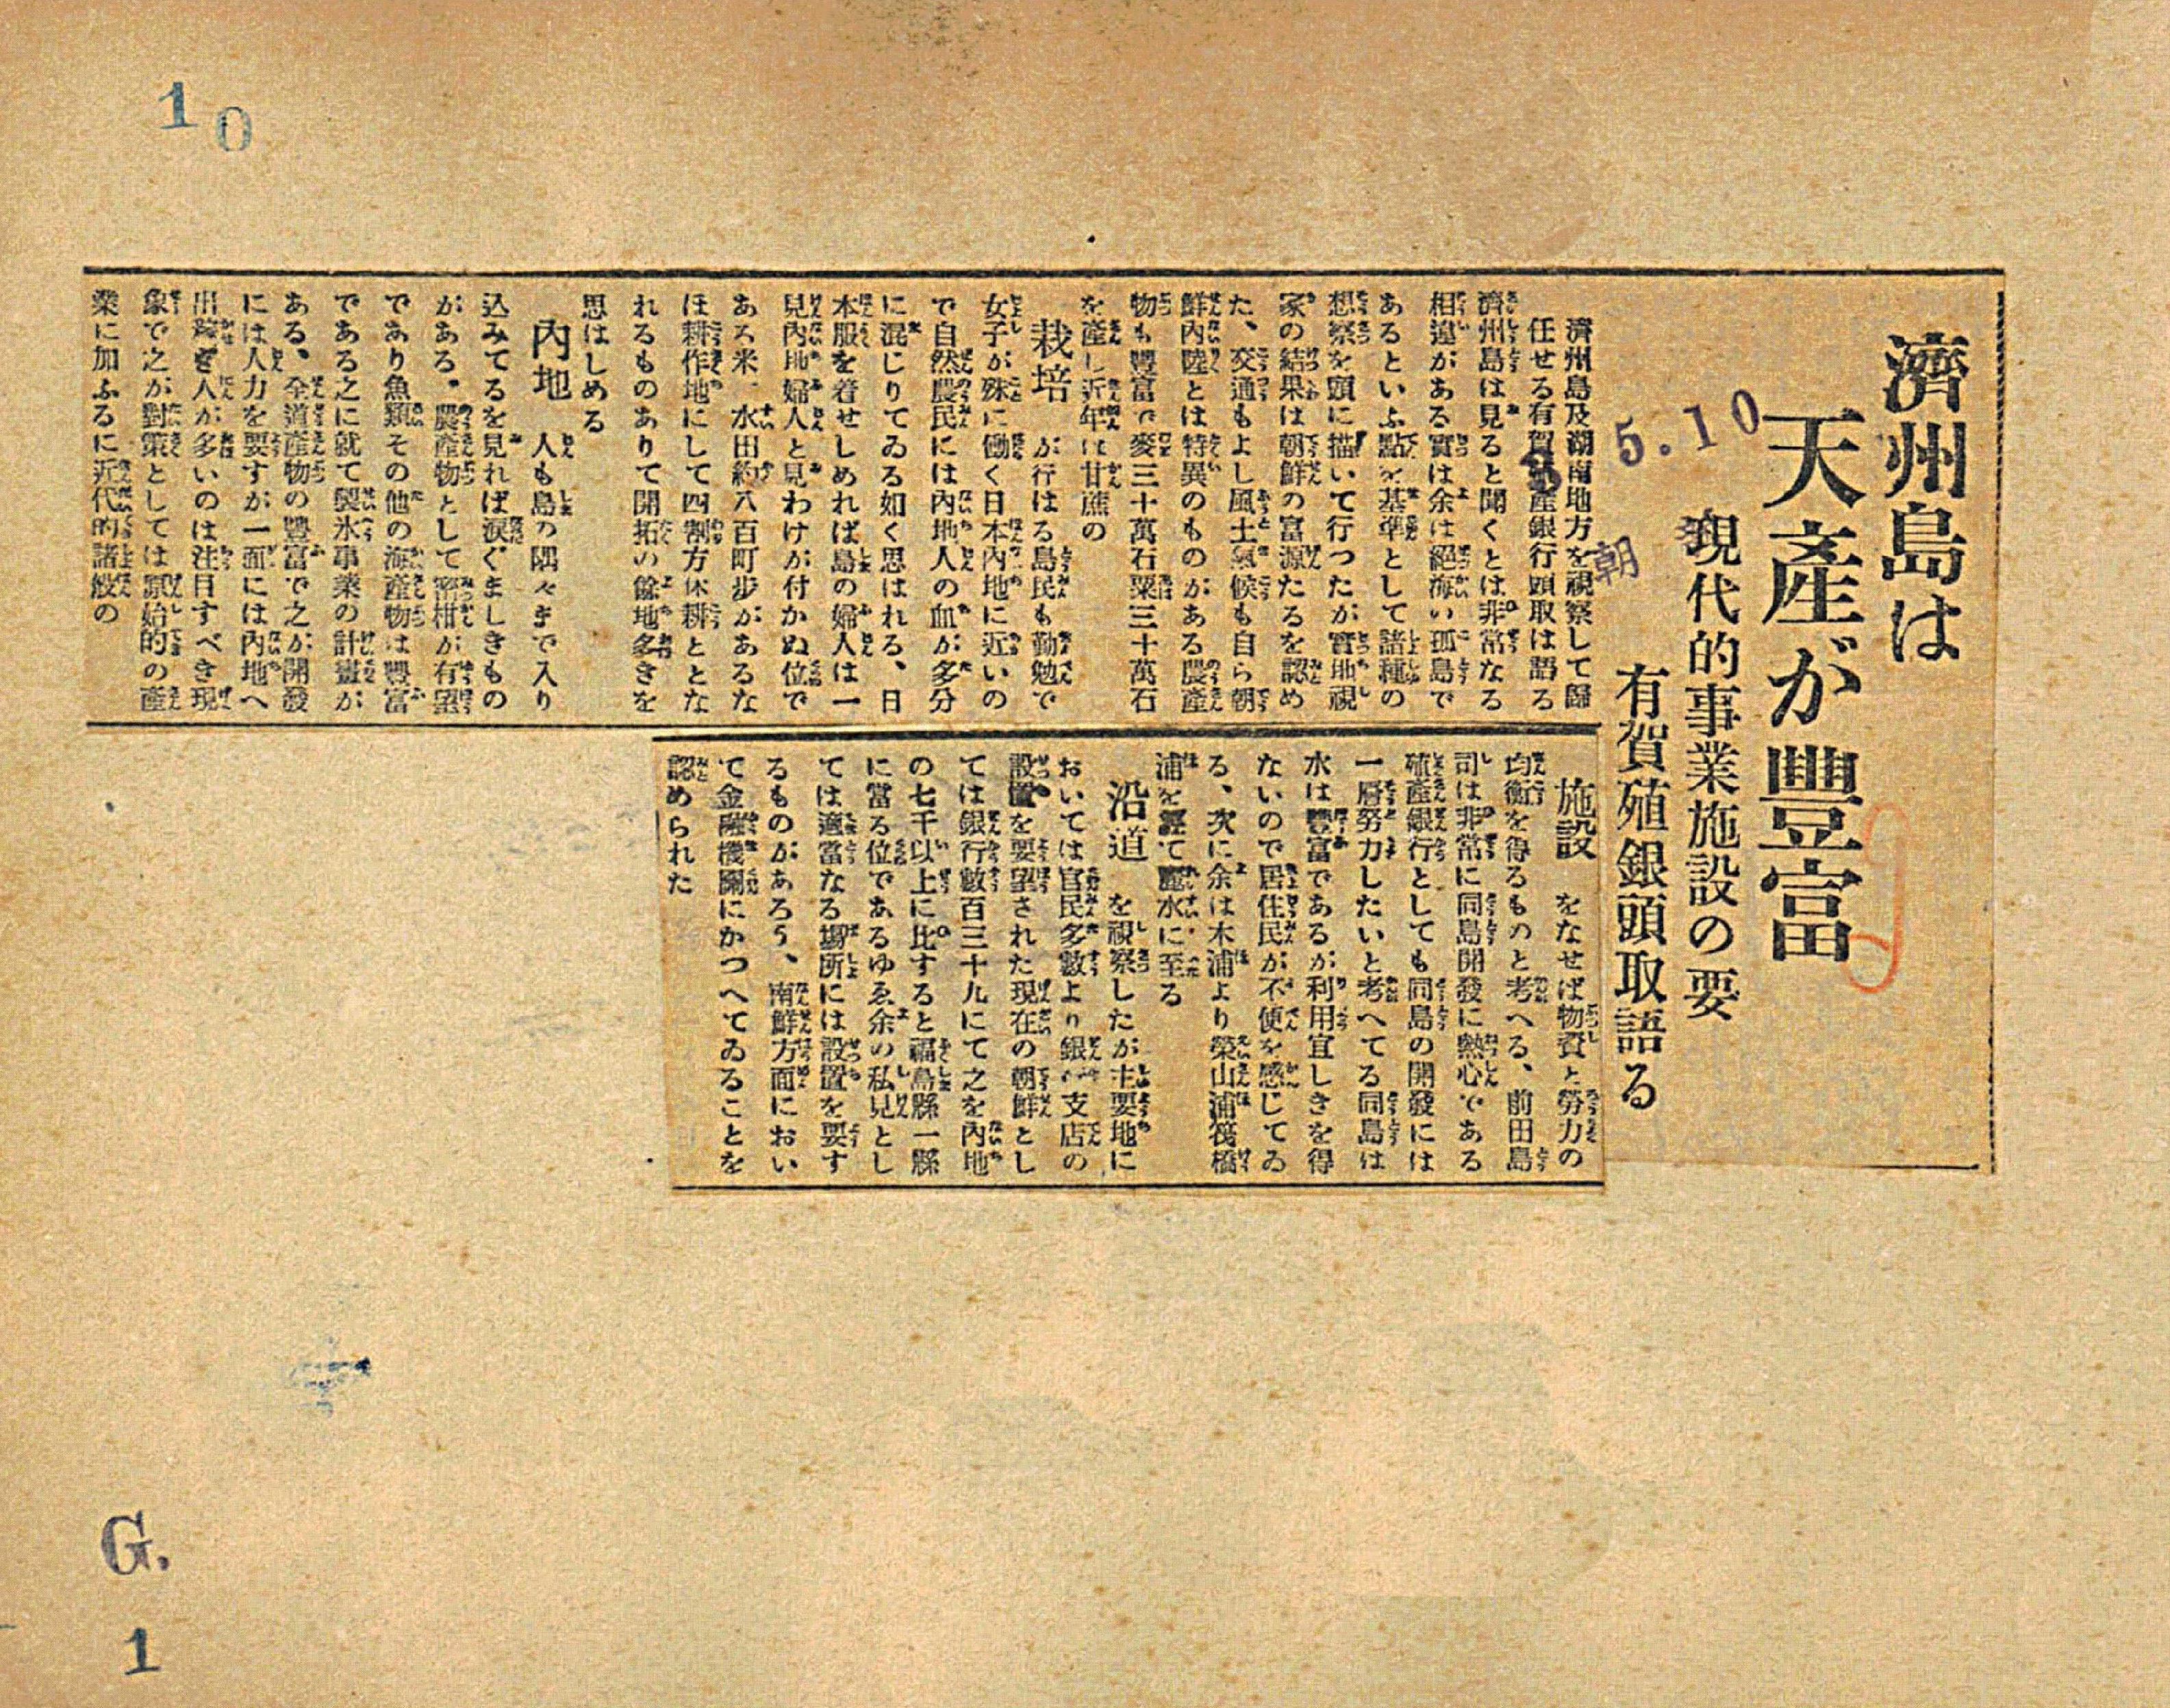 10
濟州島は
天產が豐富
現代的事業施設の要
有賀殖銀頭取語る
5.10
朝
濟州島及湖南地方を視察して歸
任せる有賀殖產銀行頭取は語る
濟州島は見ると聞くとは非常なる
相違がある實は余は絕海の孤島で
あるといふ點を基準として諸種の
想察を頭に描いて行つたが實地視
家の結果は朝鮮の富源たるを認め
た、交通もよし風土氣候も自ら朝
鮮內陸とは特異のものがある農產
物も豐富で麥三十萬石粟三十萬石
を產し近年は甘蔗の
栽培 が行はる島民も勤勉で
女子が殊に働く日本內地に近いの
で自然農民には內地人の血が多分
に混じりてゐる如く思はれる、日
本服を着せしめれば島の婦人は一
見內地婦人と見わけが付かぬ位で
ある米、水田約八百町步があるな
ほ耕作地にして四割方休耕ととな
れるものありて開拓の餘地多きを
思はしめる
內地 人も島の隅々まで入り
込みてるを見れば淚ぐましきもの
がある、農產物として蜜柑が有望
であり魚類その他の海產物は豐富
である之に就て製氷事業の計畫が
ある、全道產物の豐富で之が開發
には人力を要すが一面には內地へ
出稼ぎ人が多いのは注目すべき現
象で之が對策としては原始的の產
業に加ふるに近代的諸般の
施設 をなせば物資と勞力の
均衡を得るものと考へる、前田島
司は非常に同島開發に熱心である
殖產銀行としても同島の開發には
一層努力したいと考へてる同島は
水は豐富であるが利用宜しきを得
ないので居住民が不便を感じてゐ
る、次に余は木浦より榮山浦筏橋
浦を經て麗水に至る
沿道 を視察したが主要地に
おいては官民多數より銀行支店の
設置を要望された現在の朝鮮とし
ては銀行數百三十九にて之を內地
の七千以上に比すると福島縣一縣
に當る位であるゆゑ余の私見とし
ては適當なる場所には設置を要す
るものがあろう、南鮮方面におい
て金融機關にかつへてゐることを
認められた
G.
1